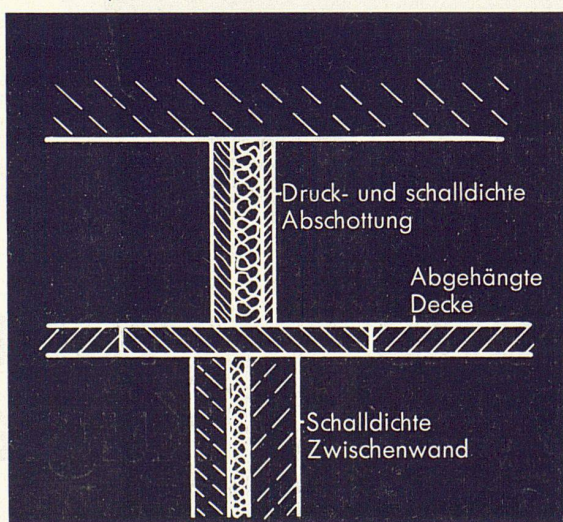 Druck- und schalldichte
Abschottung
Abgehängte
Decke
Schalldichte
Zwischenwand